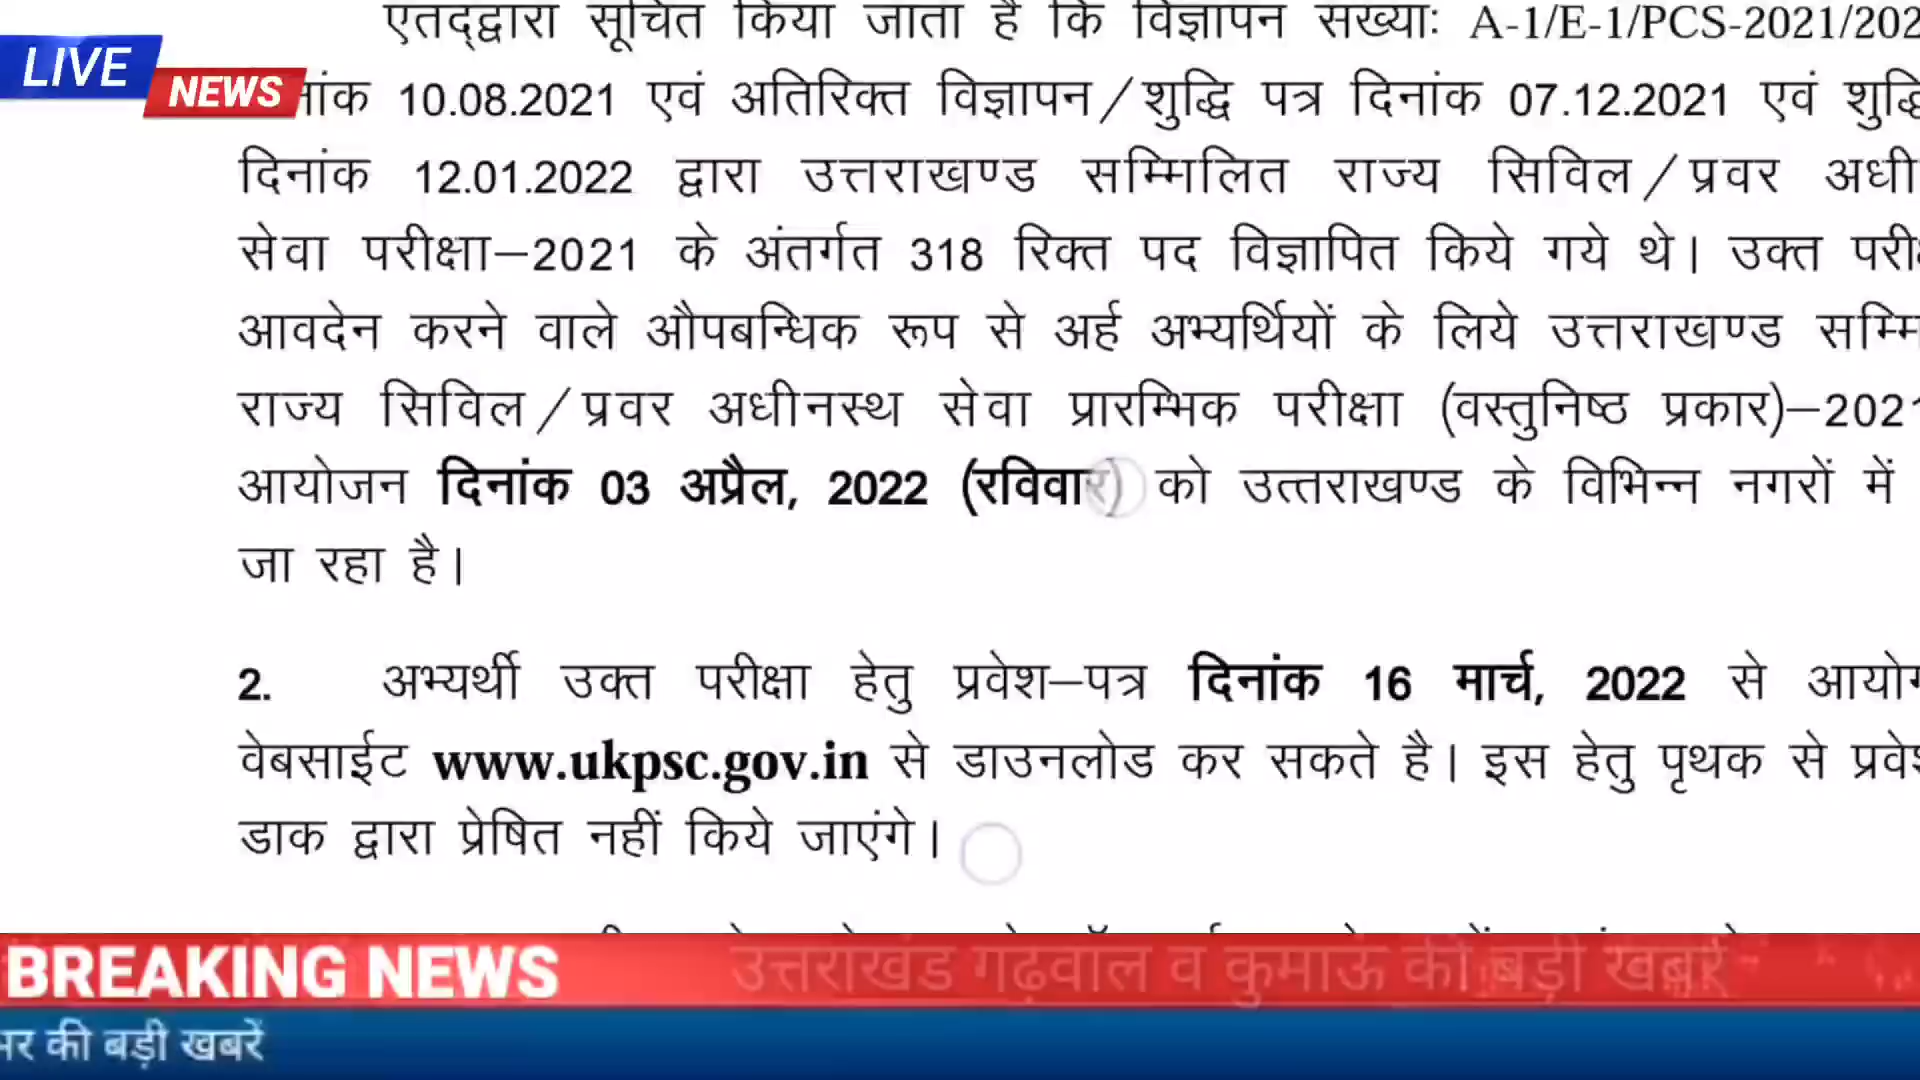 एतद्द्वारा सूचित किया जाता है कि विज्ञापन संख्याः A-1/E-1/PCS-2021/202
LIVE
NEWS
नांक 10.08.2021 एवं अतिरिक्त विज्ञापन/शुद्धि पत्र दिनांक 07.12.2021 एवं शुद्धि
दिनांक 12.01.2022 द्वारा उत्तराखण्ड सम्मिलित राज्य सिविल/प्रवर अधी
सेवा परीक्षा–2021 के अंतर्गत 318 रिक्त पद विज्ञापित किये गये थे। उक्त परी
आवदेन करने वाले औपबन्धिक रूप से अर्ह अभ्यर्थियों के लिये उत्तराखण्ड सम्मि
राज्य सिविल/प्रवर अधीनस्थ सेवा प्रारम्भिक परीक्षा (वस्तुनिष्ठ प्रकार)–2021
आयोजन दिनांक 03 अप्रैल, 2022 (रविवार) को उत्तराखण्ड के विभिन्न नगरों में
जा रहा है।
2. अभ्यर्थी उक्त परीक्षा हेतु प्रवेश–पत्र दिनांक 16 मार्च, 2022 से आयोग
वेबसाईट www.ukpsc.gov.in से डाउनलोड कर सकते है। इस हेतु पृथक से प्रवेश
डाक द्वारा प्रेषित नहीं किये जाएंगे।
BREAKING NEWS उत्तराखंड गढ़वाल व कुमाऊ की बड़ी खबरें
भर की बड़ी खबरें